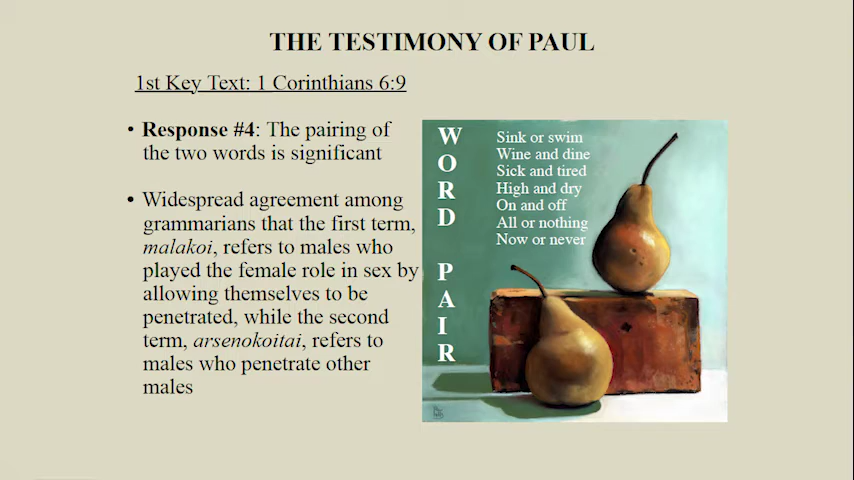 THE TESTIMONY OF PAUL
1st Key Text: 1 Corinthians 6:9
• Response #4: The pairing of
the two words is significant
• Widespread agreement among
grammarians that the first term,
malakoi, refers to males who
played the female role in sex by
allowing themselves to be
penetrated, while the second
term, arsenokoitai, refers to
males who penetrate other
males
WORD PAIR
Sink or swim
Wine and dine
Sick and tired
High and dry
On and off
All or nothing
Now or never